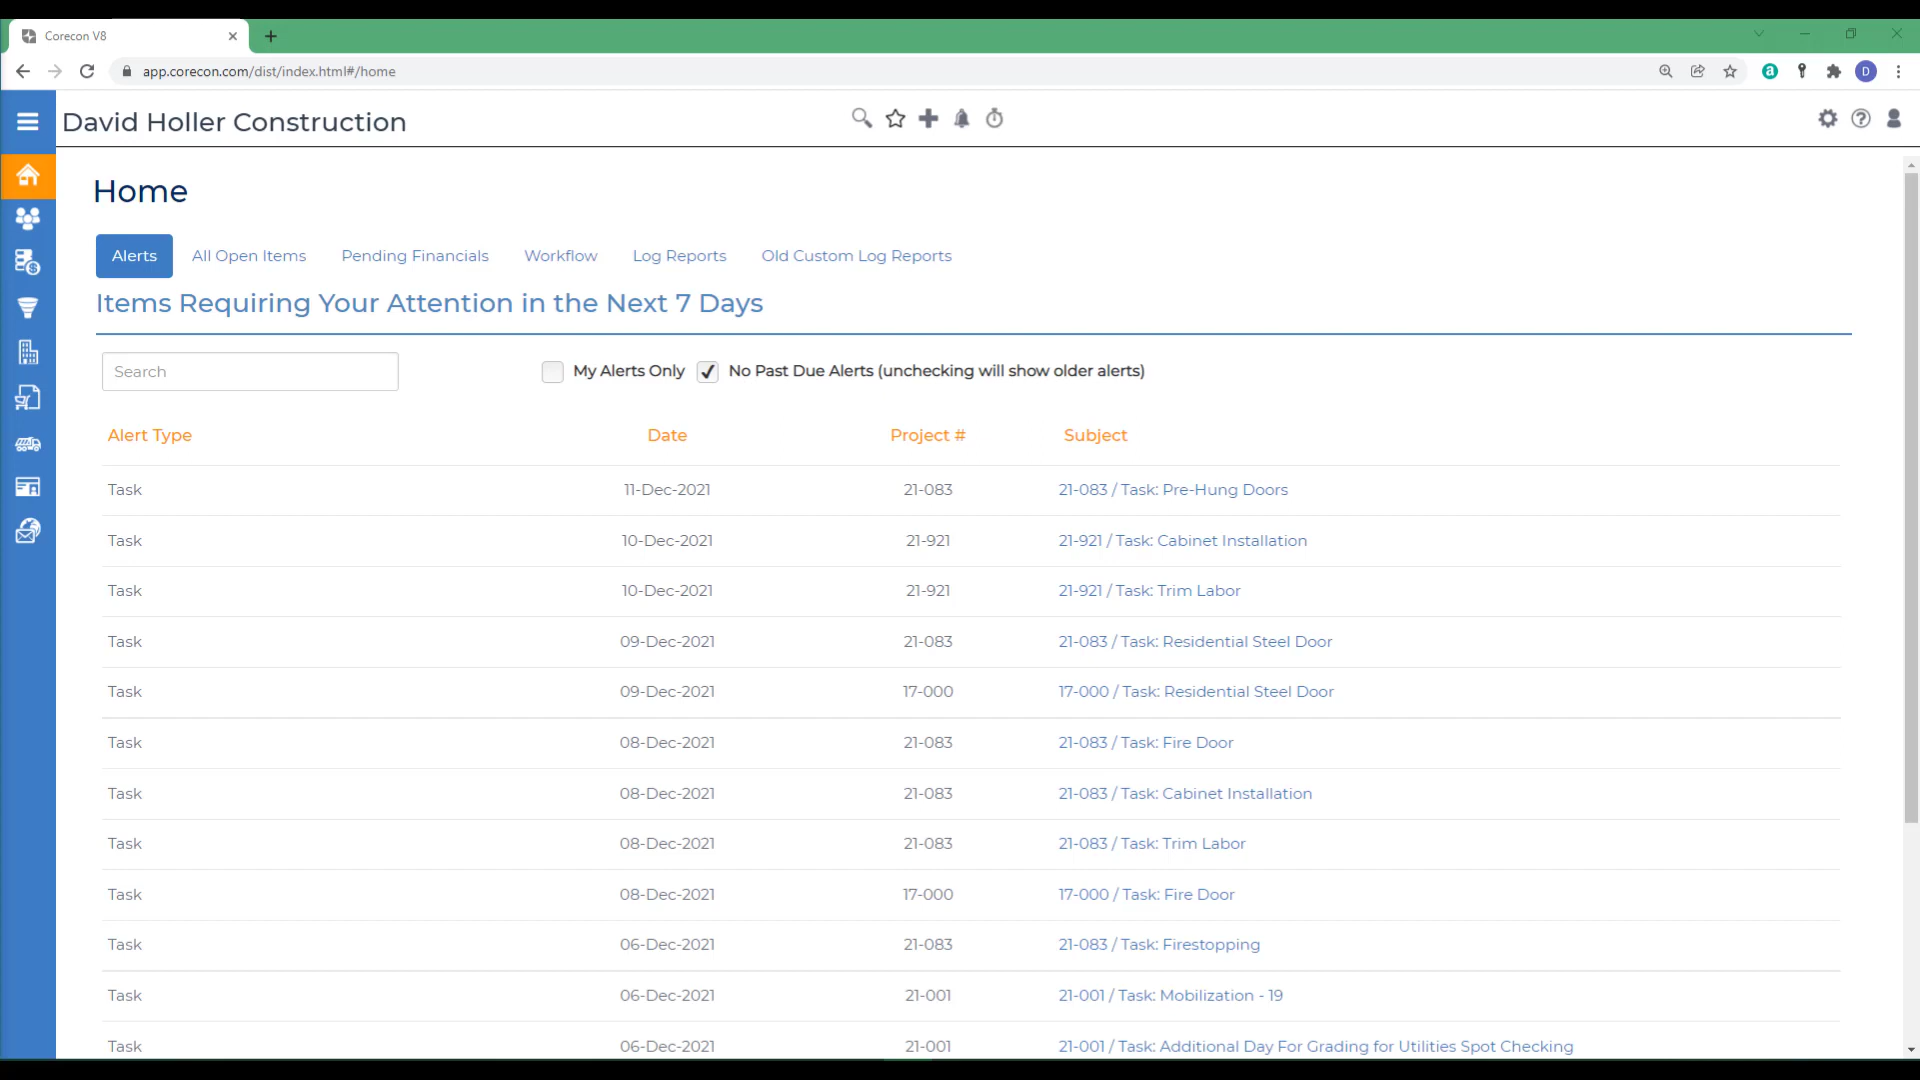 Corecon V8
app.corecon.com/dist/index.html#/home
D
David Holler Construction
Home
Alerts All Open Items Pending Financials Workflow Log Reports Old Custom Log Reports
Items Requiring Your Attention in the Next 7 Days
Search My Alerts Only No Past Due Alerts (unchecking will show older alerts)
Alert Type Date Project # Subject
Task 11-Dec-2021 21-083 21-083 / Task: Pre-Hung Doors
Task 10-Dec-2021 21-921 21-921 / Task: Cabinet Installation
Task 10-Dec-2021 21-921 21-921 / Task: Trim Labor
Task 09-Dec-2021 21-083 21-083 / Task: Residential Steel Door
Task 09-Dec-2021 17-000 17-000 / Task: Residential Steel Door
Task 08-Dec-2021 21-083 21-083 / Task: Fire Door
Task 08-Dec-2021 21-083 21-083 / Task: Cabinet Installation
Task 08-Dec-2021 21-083 21-083 / Task: Trim Labor
Task 08-Dec-2021 17-000 17-000 / Task: Fire Door
Task 06-Dec-2021 21-083 21-083 / Task: Firestopping
Task 06-Dec-2021 21-001 21-001 / Task: Mobilization - 19
Task 06-Dec-2021 21-001 21-001 / Task: Additional Day For Grading for Utilities Spot Checking